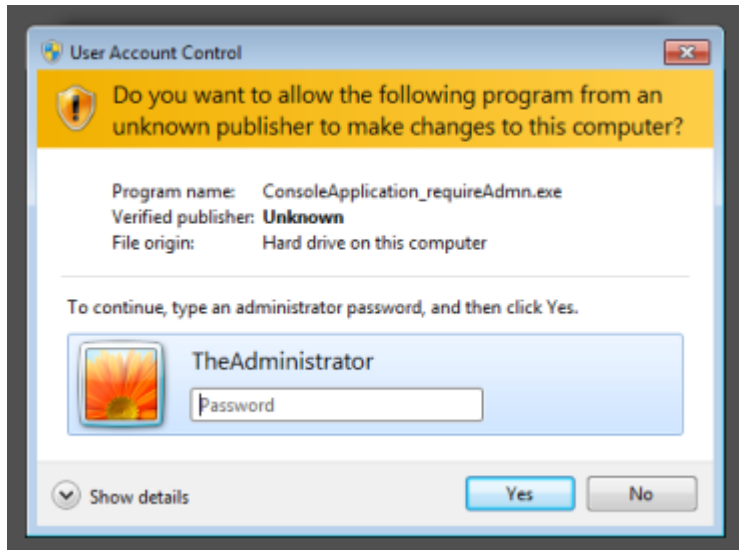 User Account Control
Do you want to allow the following program from an
unknown publisher to make changes to this computer?
Program name: ConsoleApplication_requireAdmn.exe
Verified publisher: Unknown
File origin: Hard drive on this computer
To continue, type an administrator password, and then click Yes.
TheAdministrator
Password
Show details
Yes
No